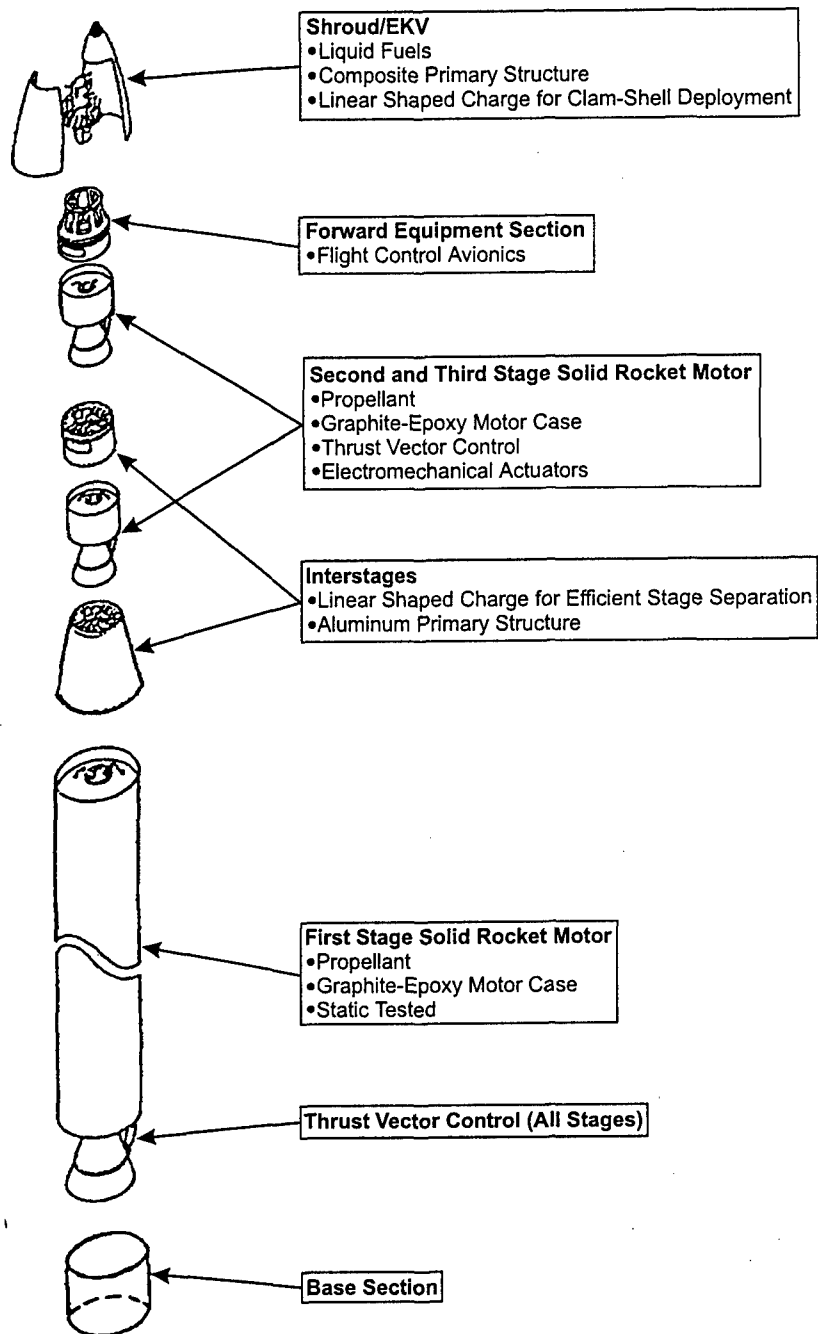 Shroud/EKV
•Liquid Fuels
•Composite Primary Structure
•Linear Shaped Charge for Clam-Shell Deployment
Forward Equipment Section
•Flight Control Avionics
Second and Third Stage Solid Rocket Motor
•Propellant
•Graphite-Epoxy Motor Case
•Thrust Vector Control
•Electromechanical Actuators
Interstages
•Linear Shaped Charge for Efficient Stage Separation
•Aluminum Primary Structure
First Stage Solid Rocket Motor
•Propellant
•Graphite-Epoxy Motor Case
•Static Tested
Thrust Vector Control (All Stages)
Base Section